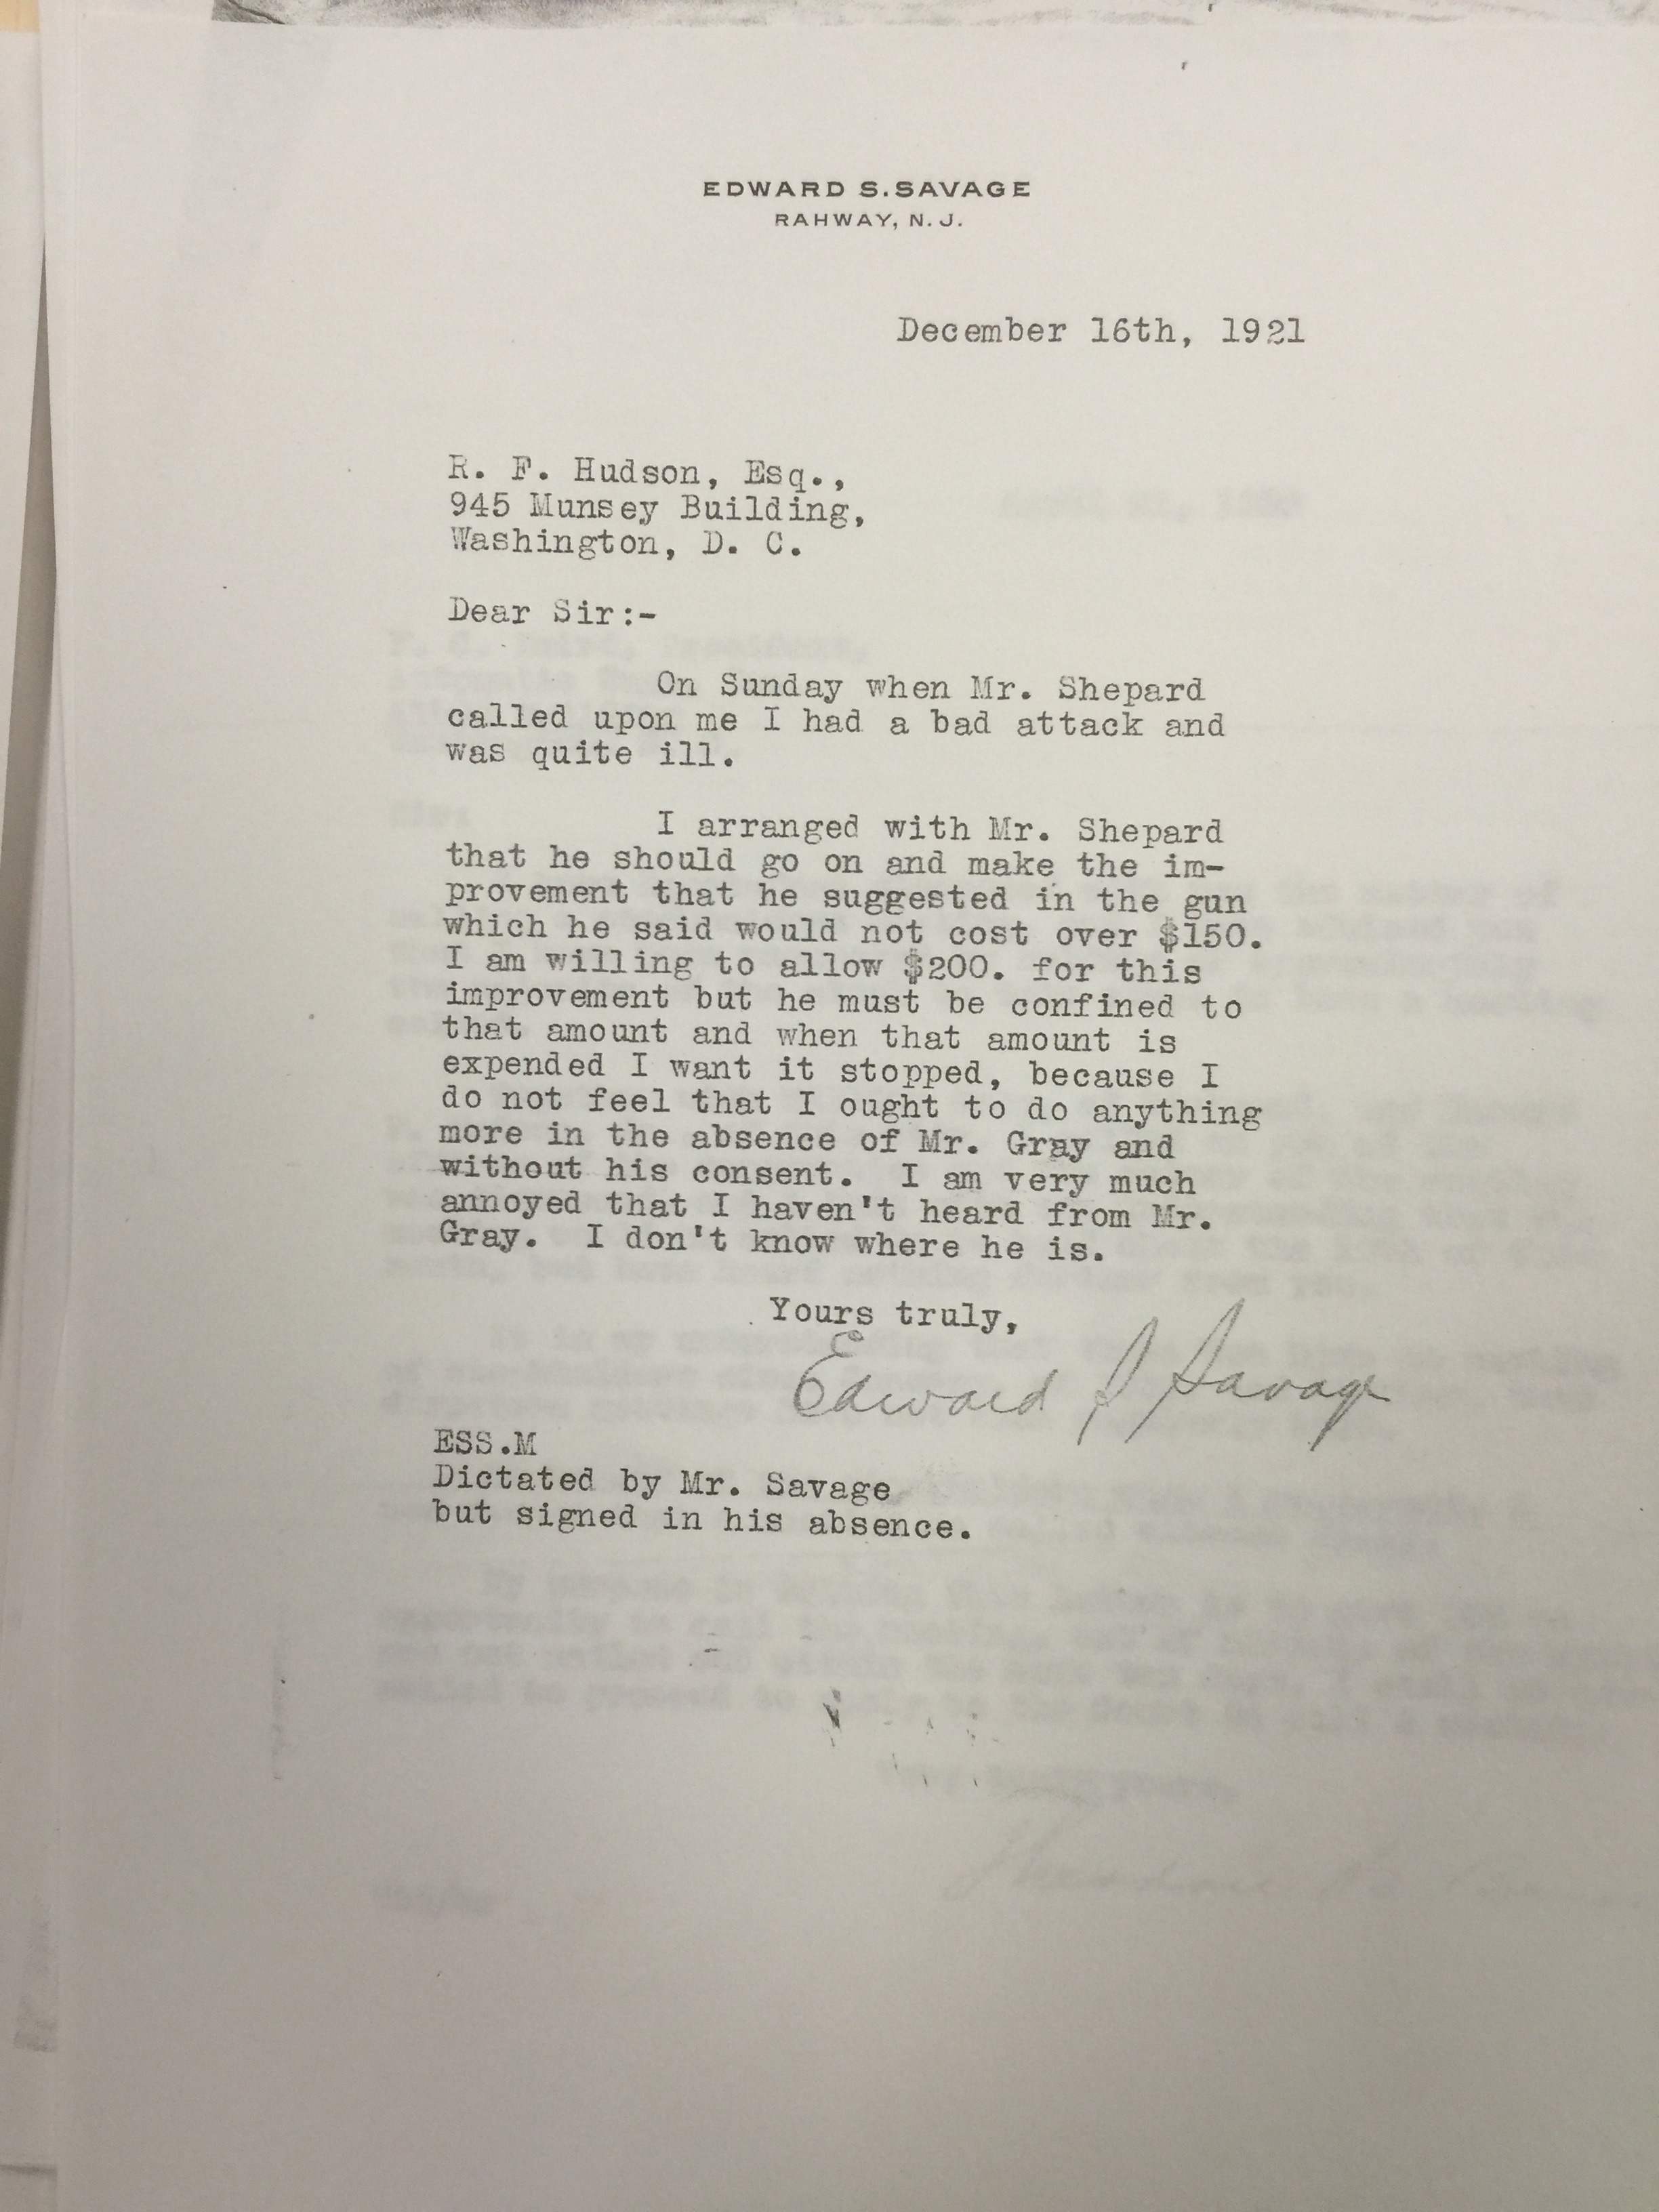 EDWARD S. SAVAGE
RAHWAY, N. J.
December 16th, 1921
R. F. Hudson, Esq.,
945 Munsey Building,
Washington, D. C.
Dear Sir:-
On Sunday when Mr. Shepard
called upon me I had a bad attack and
was quite ill.
I arranged with Mr. Shepard
that he should go on and make the im-
provement that he suggested in the gun
which he said would not cost over $150.
I am willing to allow $200. for this
improvement but he must be confined to
that amount and when that amount is
expended I want it stopped, because I
do not feel that I ought to do anything
more in the absence of Mr. Gray and
without his consent. I am very much
annoyed that I haven't heard from Mr.
Gray. I don't know where he is.
Yours truly,
Edward S Savage
ESS.M
Dictated by Mr. Savage
but signed in his absence.